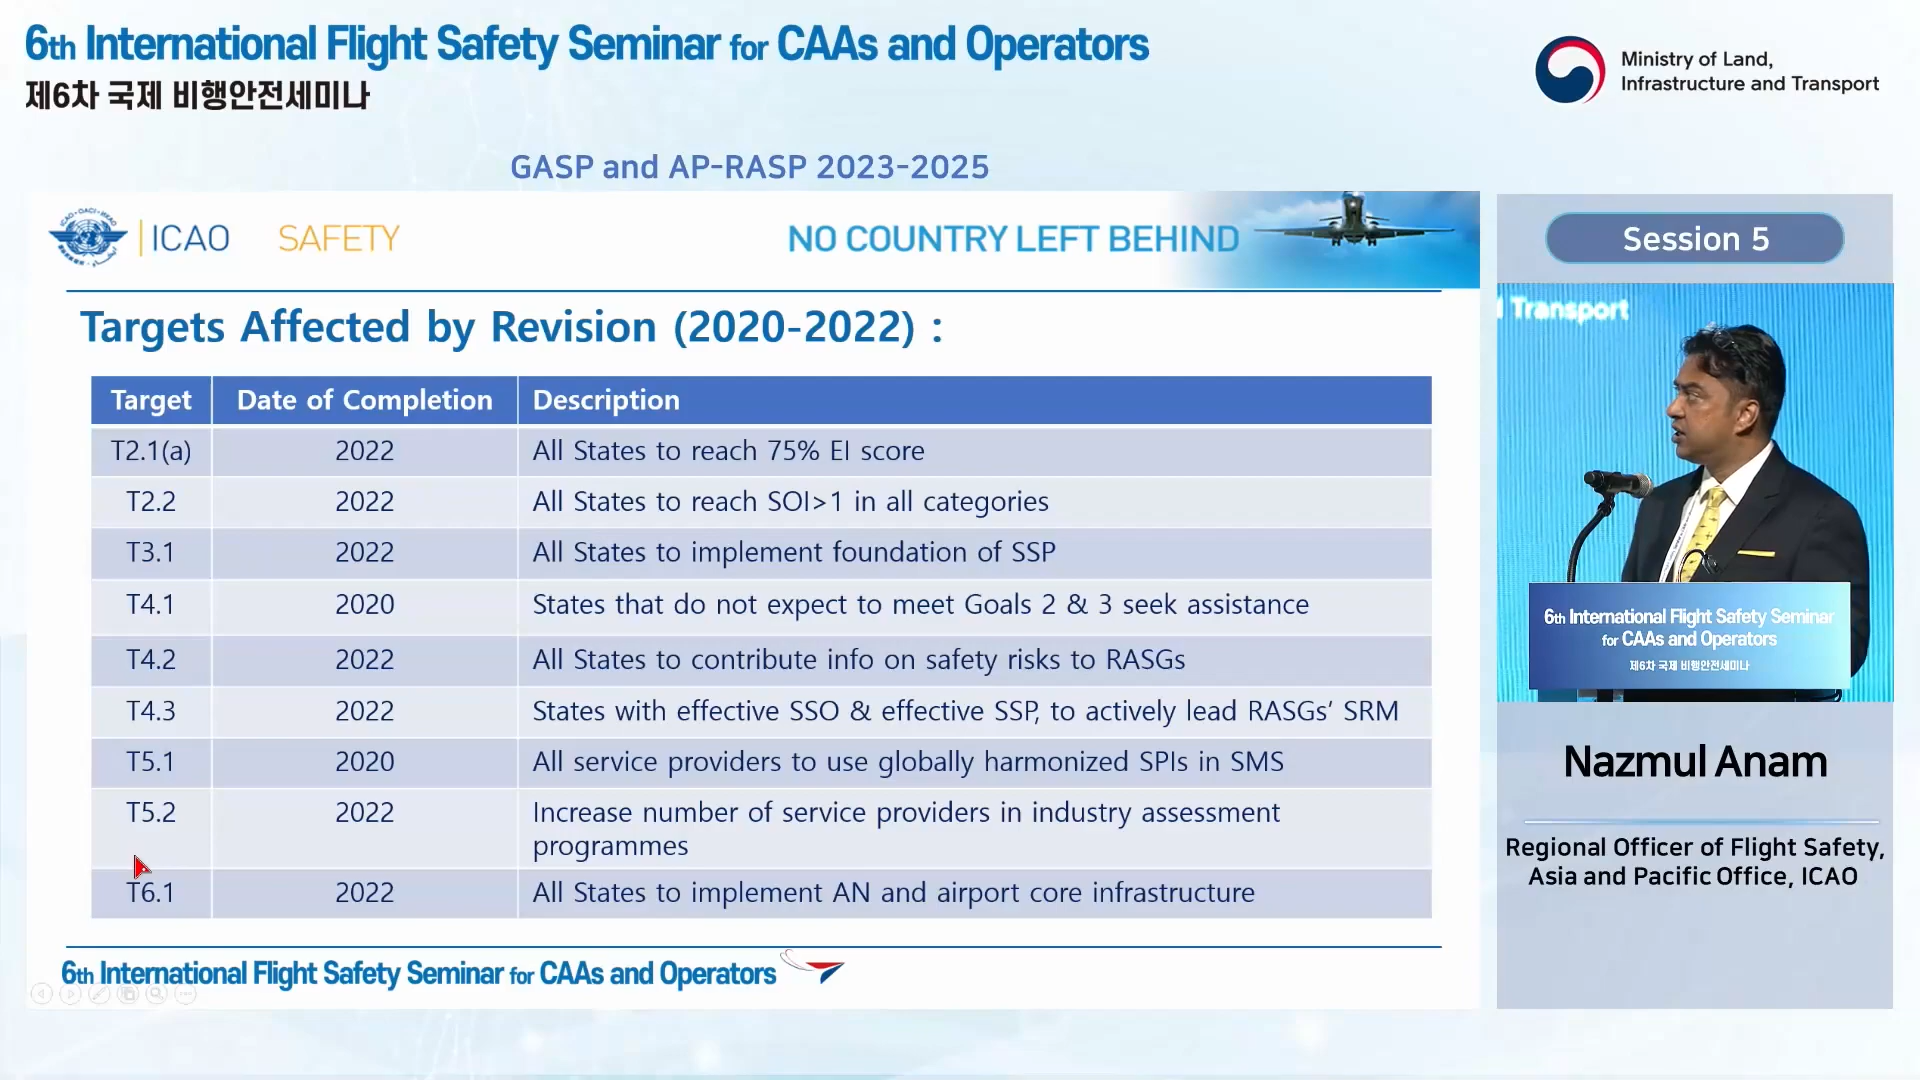 6th International Flight Safety Seminar for CAAs and Operators
제6차 국제 비행안전세미나
Ministry of Land,
Infrastructure and Transport
GASP and AP-RASP 2023-2025
ICAO SAFETY
NO COUNTRY LEFT BEHIND
Targets Affected by Revision (2020-2022) :
Target Date of Completion Description
T2.1(a) 2022 All States to reach 75% EI score
T2.2 2022 All States to reach SOI>1 in all categories
T3.1 2022 All States to implement foundation of SSP
T4.1 2020 States that do not expect to meet Goals 2 & 3 seek assistance
T4.2 2022 All States to contribute info on safety risks to RASGs
T4.3 2022 States with effective SSO & effective SSP, to actively lead RASGs’ SRM
T5.1 2020 All service providers to use globally harmonized SPIs in SMS
T5.2 2022 Increase number of service providers in industry assessment
programmes
T6.1 2022 All States to implement AN and airport core infrastructure
6th International Flight Safety Seminar for CAAs and Operators
Session 5
Transport
6th International Flight Safety Seminar
for CAAs and Operators
제6차 국제 비행안전세미나
Nazmul Anam
Regional Officer of Flight Safety,
Asia and Pacific Office, ICAO